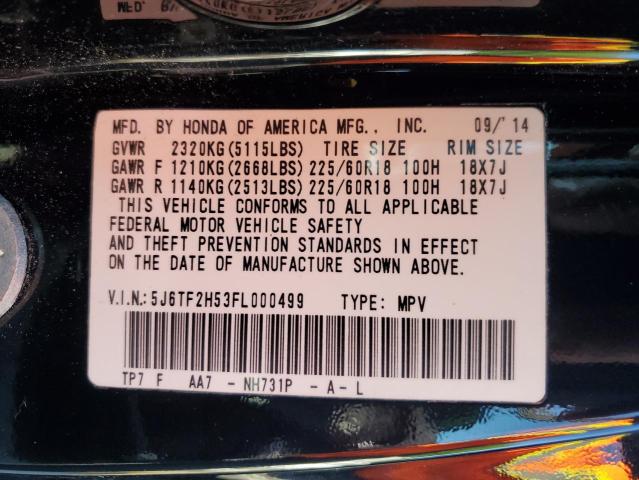 MFD. BY HONDA OF AMERICA MFG., INC. 09/'14
GVWR 2320KG(5115LBS) TIRE SIZE RIM SIZE
GAWR F 1210KG(2668LBS) 225/60R18 100H 18X7J
GAWR R 1140KG(2513LBS) 225/60R18 100H 18X7J
THIS VEHICLE CONFORMS TO ALL APPLICABLE
FEDERAL MOTOR VEHICLE SAFETY
AND THEFT PREVENTION STANDARDS IN EFFECT
ON THE DATE OF MANUFACTURE SHOWN ABOVE.
V.I.N.:5J6TF2H53FL000499 TYPE: MPV
TP7 F AA7 - NH731P - A - L